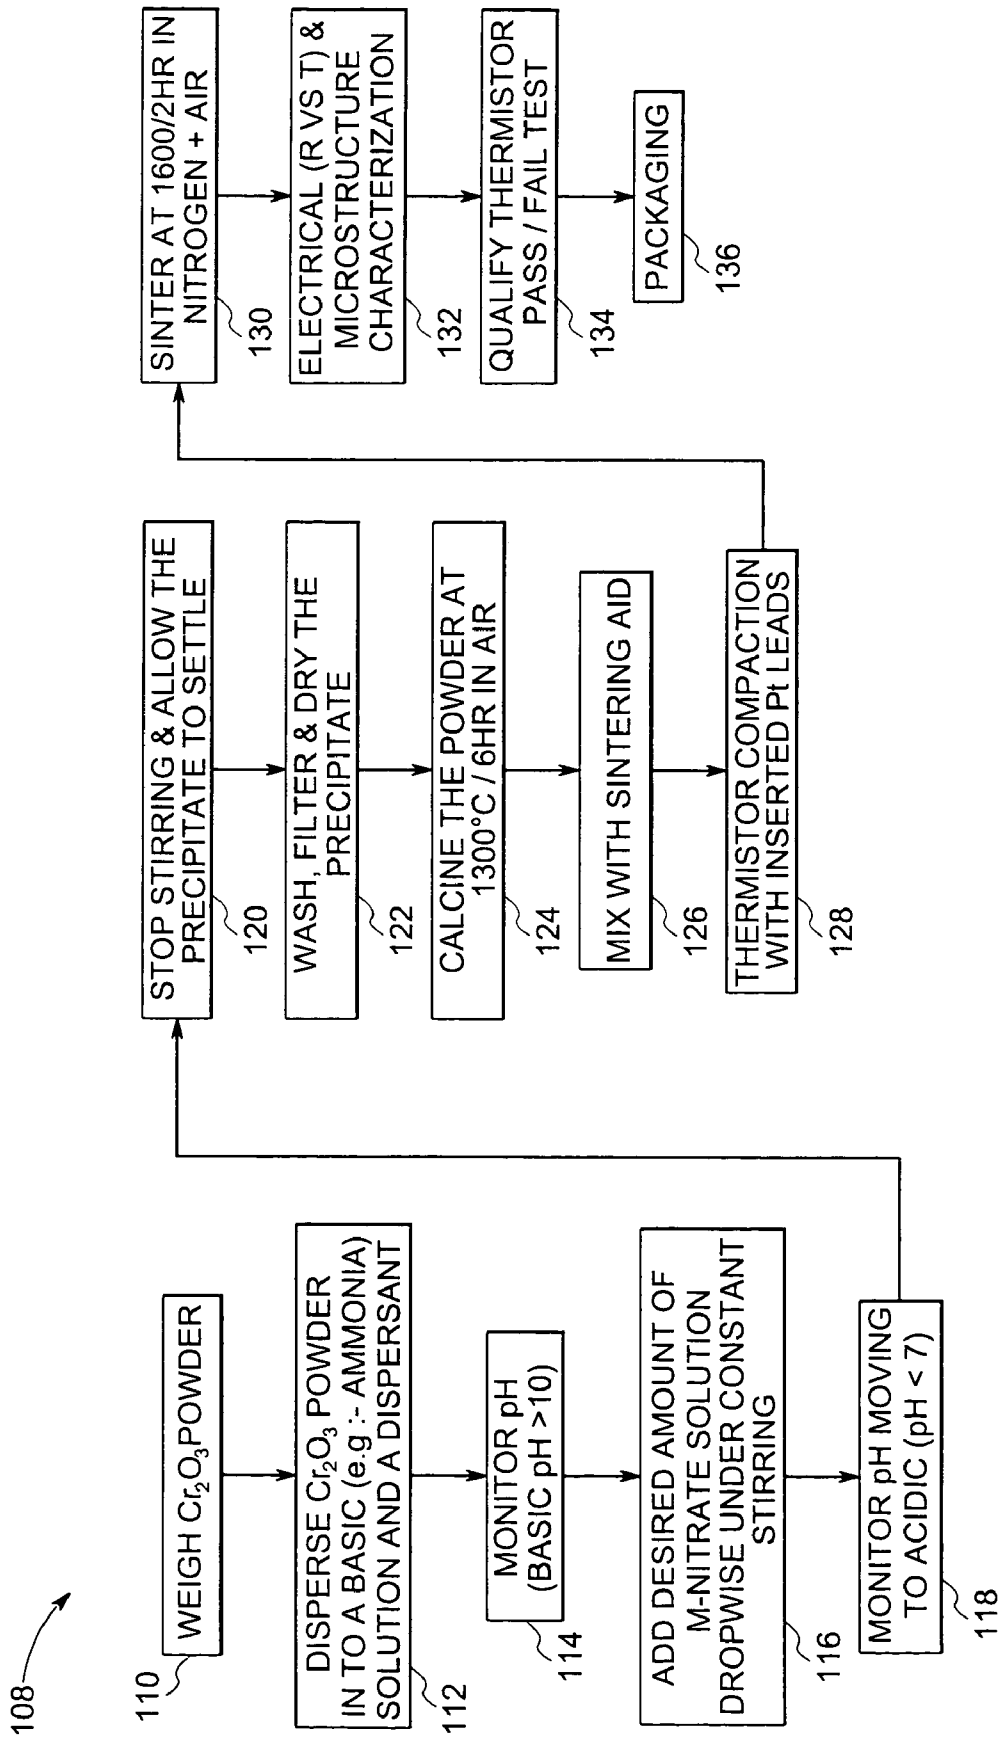 108
WEIGH Cr₂O₃ POWDER
110
DISPERSE Cr₂O₃ POWDER
IN TO A BASIC (e.g :- AMMONIA)
SOLUTION AND A DISPERSANT
112
MONITOR pH
(BASIC pH >10)
114
ADD DESIRED AMOUNT OF
M-NITRATE SOLUTION
DROPWISE UNDER CONSTANT
STIRRING
116
MONITOR pH MOVING
TO ACIDIC (pH < 7)
118
STOP STIRRING & ALLOW THE
PRECIPITATE TO SETTLE
120
WASH, FILTER & DRY THE
PRECIPITATE
122
CALCINE THE POWDER AT
1300°C / 6HR IN AIR
124
MIX WITH SINTERING AID
126
THERMISTOR COMPACTION
WITH INSERTED Pt LEADS
128
SINTER AT 1600/2HR IN
NITROGEN + AIR
130
ELECTRICAL (R VS T) &
MICROSTRUCTURE
CHARACTERIZATION
132
QUALIFY THERMISTOR
PASS / FAIL TEST
134
PACKAGING
136